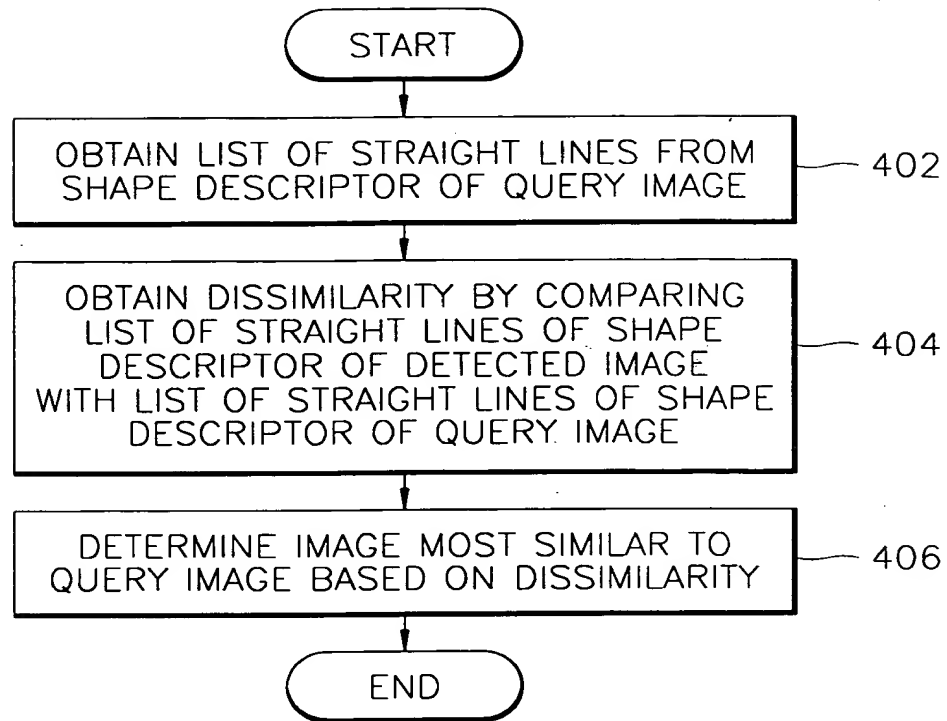 START
OBTAIN LIST OF STRAIGHT LINES FROM
SHAPE DESCRIPTOR OF QUERY IMAGE
402
OBTAIN DISSIMILARITY BY COMPARING
LIST OF STRAIGHT LINES OF SHAPE
DESCRIPTOR OF DETECTED IMAGE
WITH LIST OF STRAIGHT LINES OF SHAPE
DESCRIPTOR OF QUERY IMAGE
404
DETERMINE IMAGE MOST SIMILAR TO
QUERY IMAGE BASED ON DISSIMILARITY
406
END